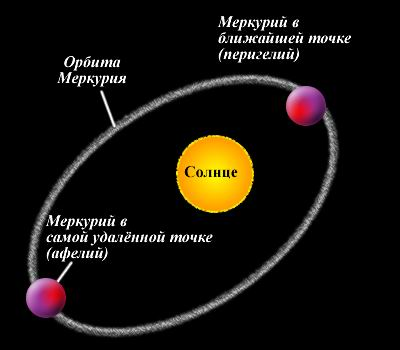 Меркурий в
ближайшей точке
(перигелий)
Орбита
Меркурия
Солнце
Меркурий в
самой удалённой точке
(афелий)